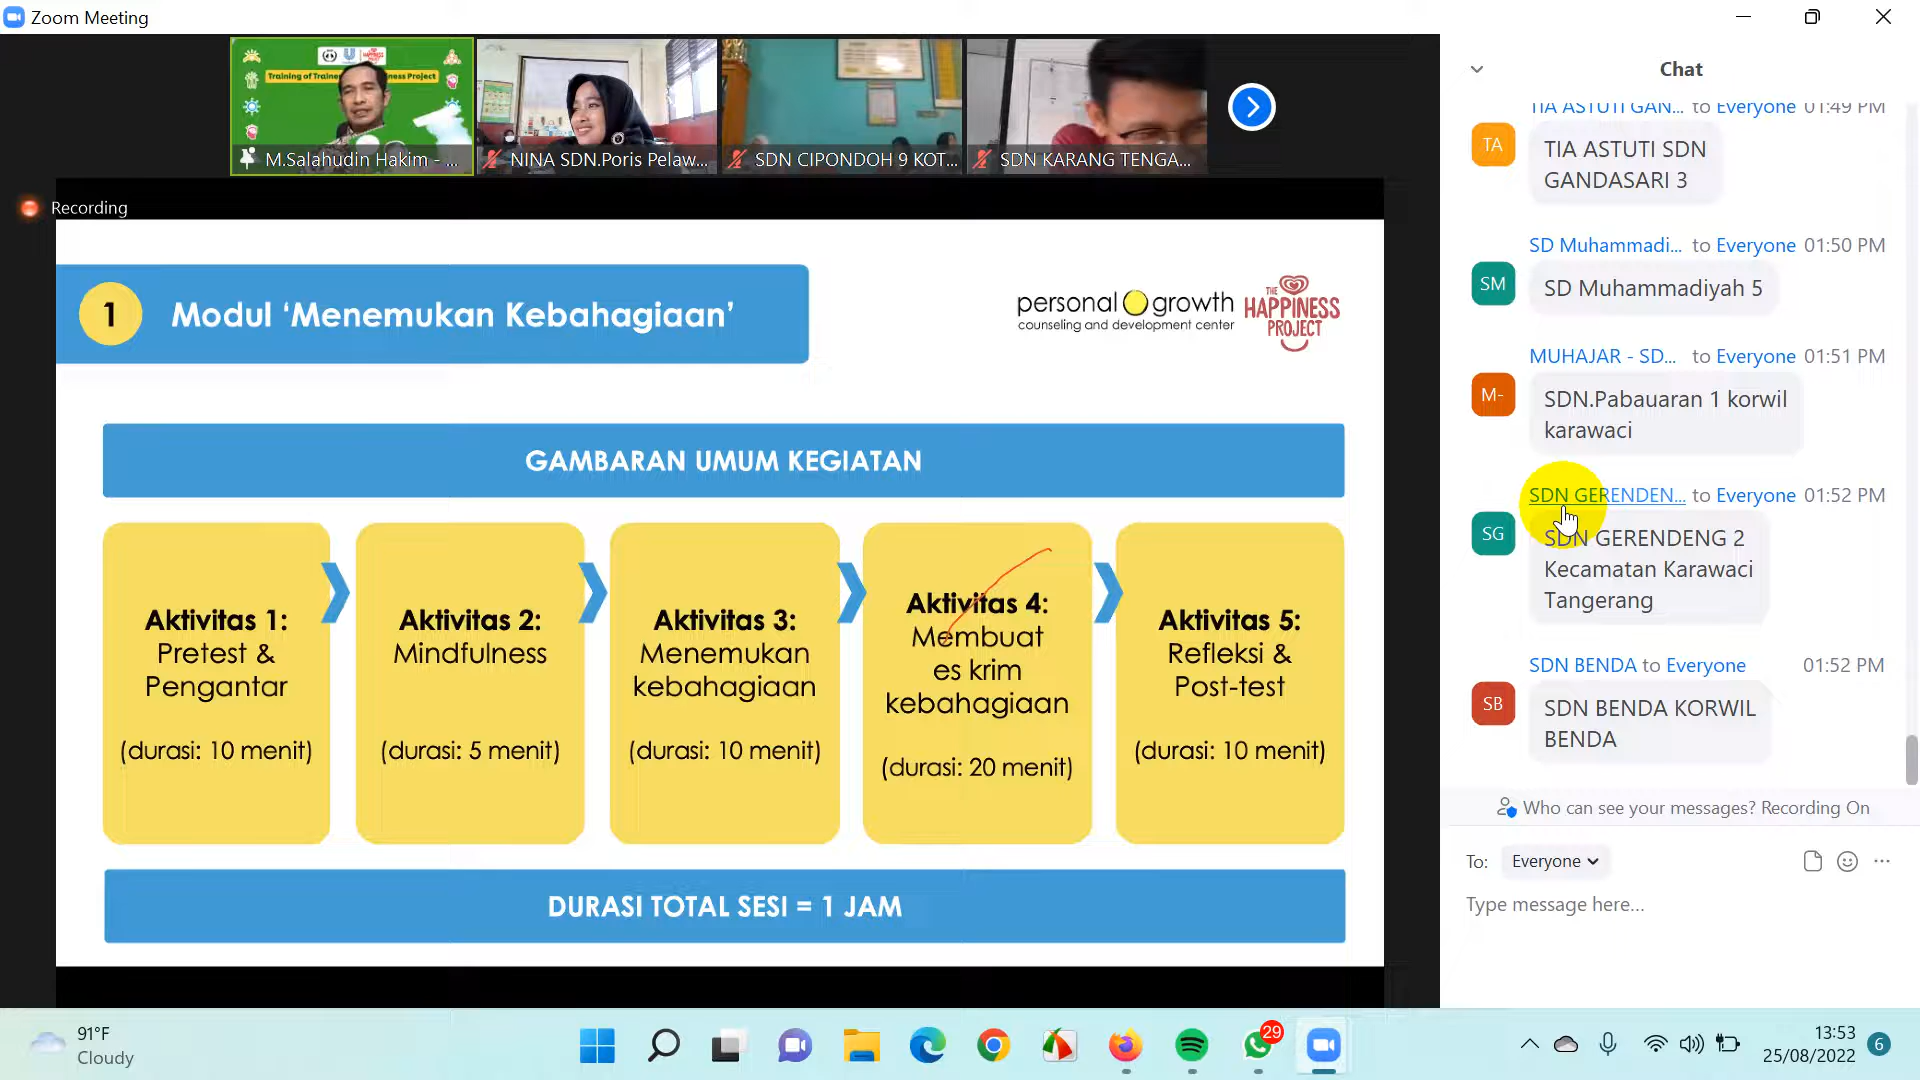 Zoom Meeting
Training of Traine
iness Project
M.Salahudin Hakim - ...
NINA SDN.Poris Pelaw...
SDN CIPONDOH 9 KOT...
SDN KARANG TENGA...
Recording
1
Modul ‘Menemukan Kebahagiaan’
personal growth
counseling and development center
THE
HAPPINESS
PROJECT
GAMBARAN UMUM KEGIATAN
Aktivitas 1:
Pretest &
Pengantar
(durasi: 10 menit)
Aktivitas 2:
Mindfulness
(durasi: 5 menit)
Aktivitas 3:
Menemukan
kebahagiaan
(durasi: 10 menit)
Aktivitas 4:
Membuat
es krim
kebahagiaan
(durasi: 20 menit)
Aktivitas 5:
Refleksi &
Post-test
(durasi: 10 menit)
DURASI TOTAL SESI = 1 JAM
Chat
TIA ASTUTI GAN... to Everyone 01:49 PM
TA
TIA ASTUTI SDN
GANDASARI 3
SD Muhammadi... to Everyone 01:50 PM
SM
SD Muhammadiyah 5
MUHAJAR - SD... to Everyone 01:51 PM
M-
SDN.Pabauaran 1 korwil
karawaci
SDN GERENDEN... to Everyone 01:52 PM
SG
SDN GERENDENG 2
Kecamatan Karawaci
Tangerang
SDN BENDA to Everyone 01:52 PM
SB
SDN BENDA KORWIL
BENDA
Who can see your messages? Recording On
To: Everyone
Type message here...
91°F
Cloudy
29
13:53
25/08/2022
6